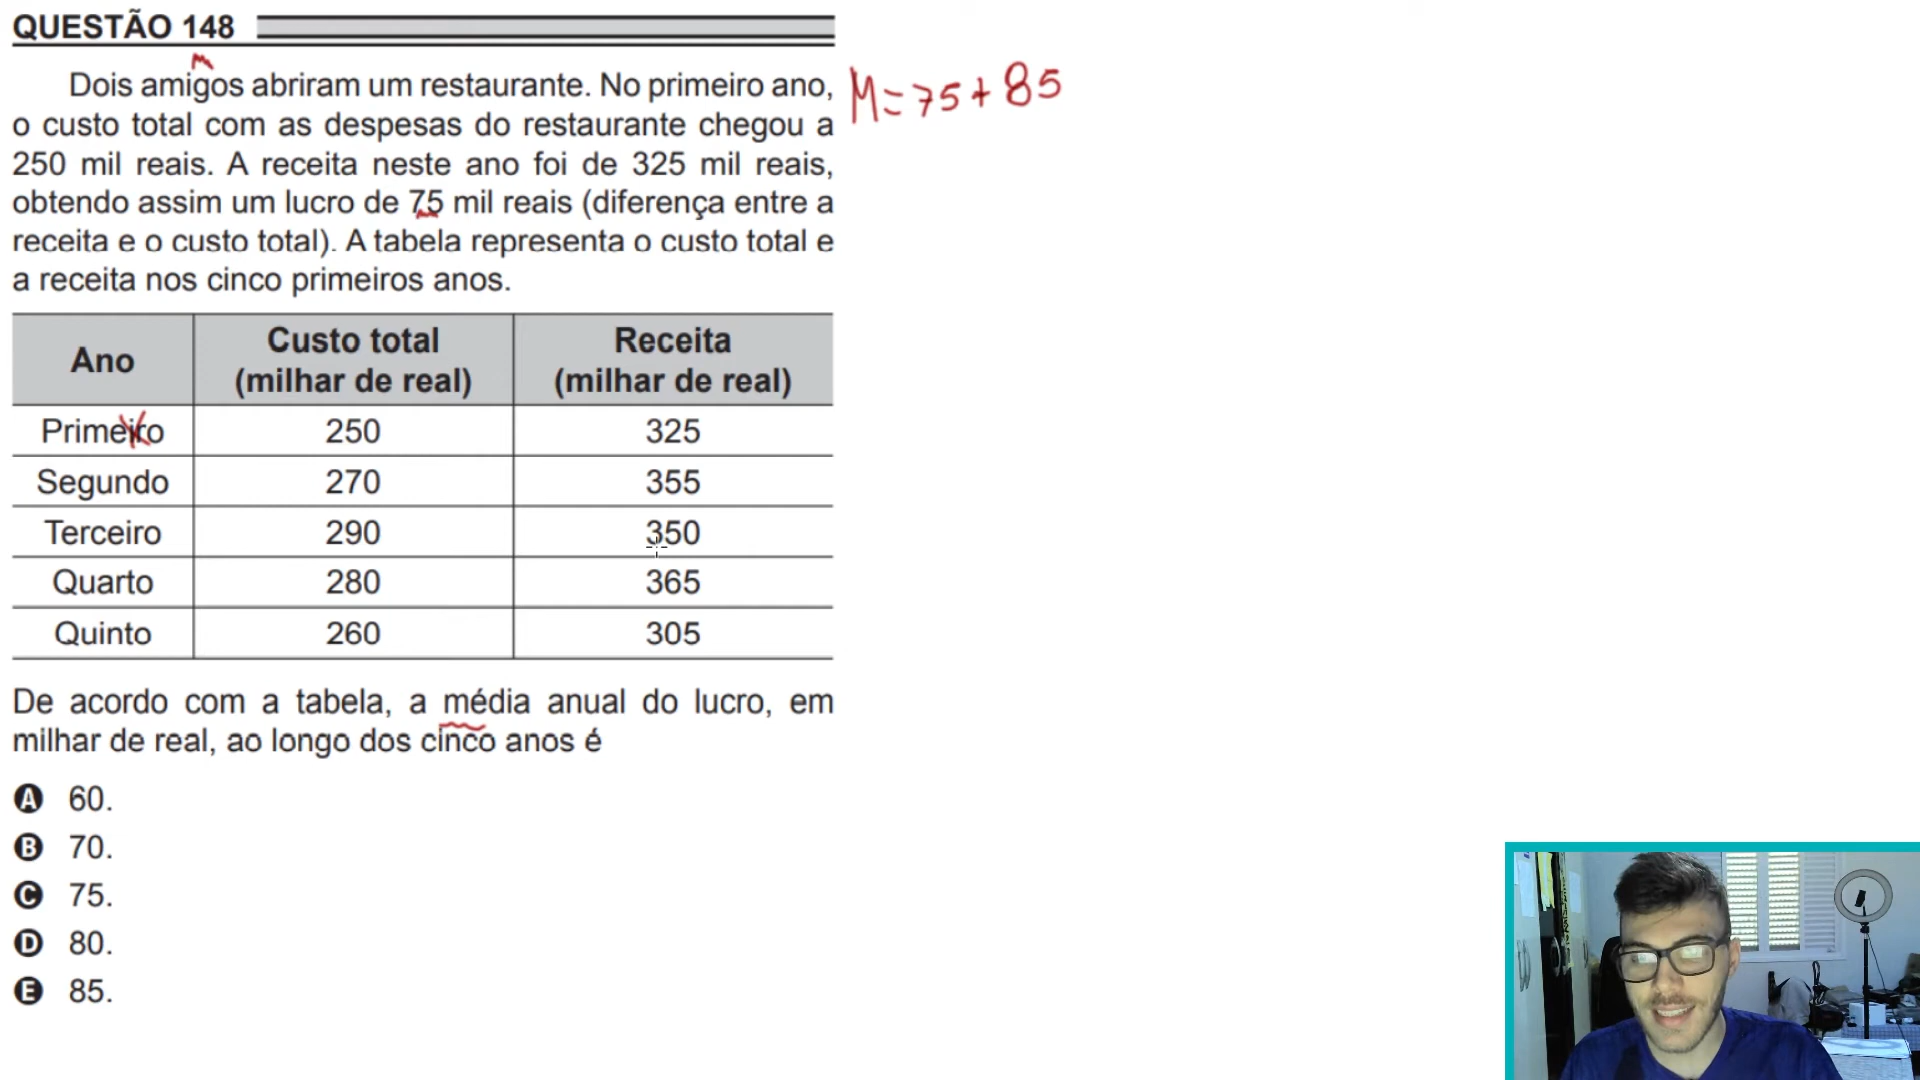 QUESTÃO 148
Dois amigos abriram um restaurante. No primeiro ano,
o custo total com as despesas do restaurante chegou a
250 mil reais. A receita neste ano foi de 325 mil reais,
obtendo assim um lucro de 75 mil reais (diferença entre a
receita e o custo total). A tabela representa o custo total e
a receita nos cinco primeiros anos.
M=75+85
Ano
Custo total
(milhar de real)
Receita
(milhar de real)
Primeiro 250 325
Segundo 270 355
Terceiro 290 350
Quarto 280 365
Quinto 260 305
De acordo com a tabela, a média anual do lucro, em
milhar de real, ao longo dos cinco anos é
A 60.
B 70.
C 75.
D 80.
E 85.